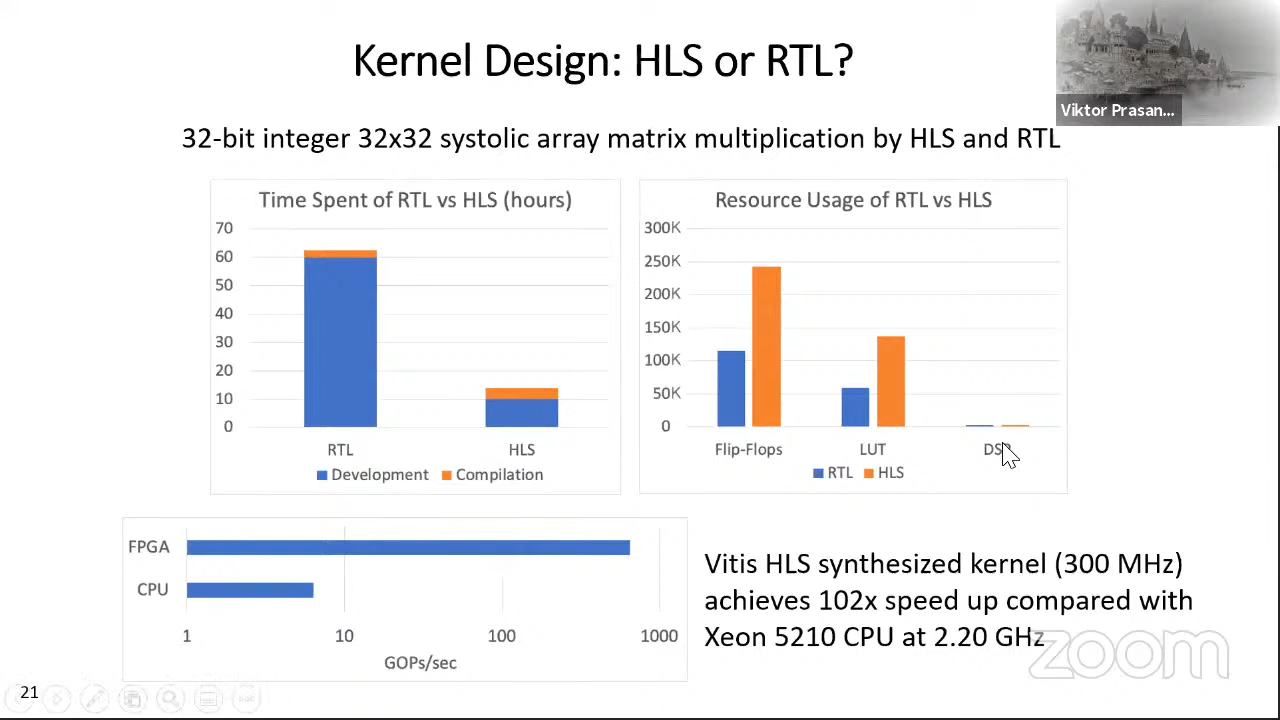 Kernel Design: HLS or RTL?
Viktor Prasan...
32-bit integer 32x32 systolic array matrix multiplication by HLS and RTL
Time Spent of RTL vs HLS (hours)
70
60
50
40
30
20
10
0
RTL
HLS
Development
Compilation
Resource Usage of RTL vs HLS
300K
250K
200K
150K
100K
50K
0
Flip-Flops
LUT
DSP
RTL
HLS
FPGA
CPU
1
10
100
1000
GOPs/sec
Vitis HLS synthesized kernel (300 MHz)
achieves 102x speed up compared with
Xeon 5210 CPU at 2.20 GHz
zoom
21